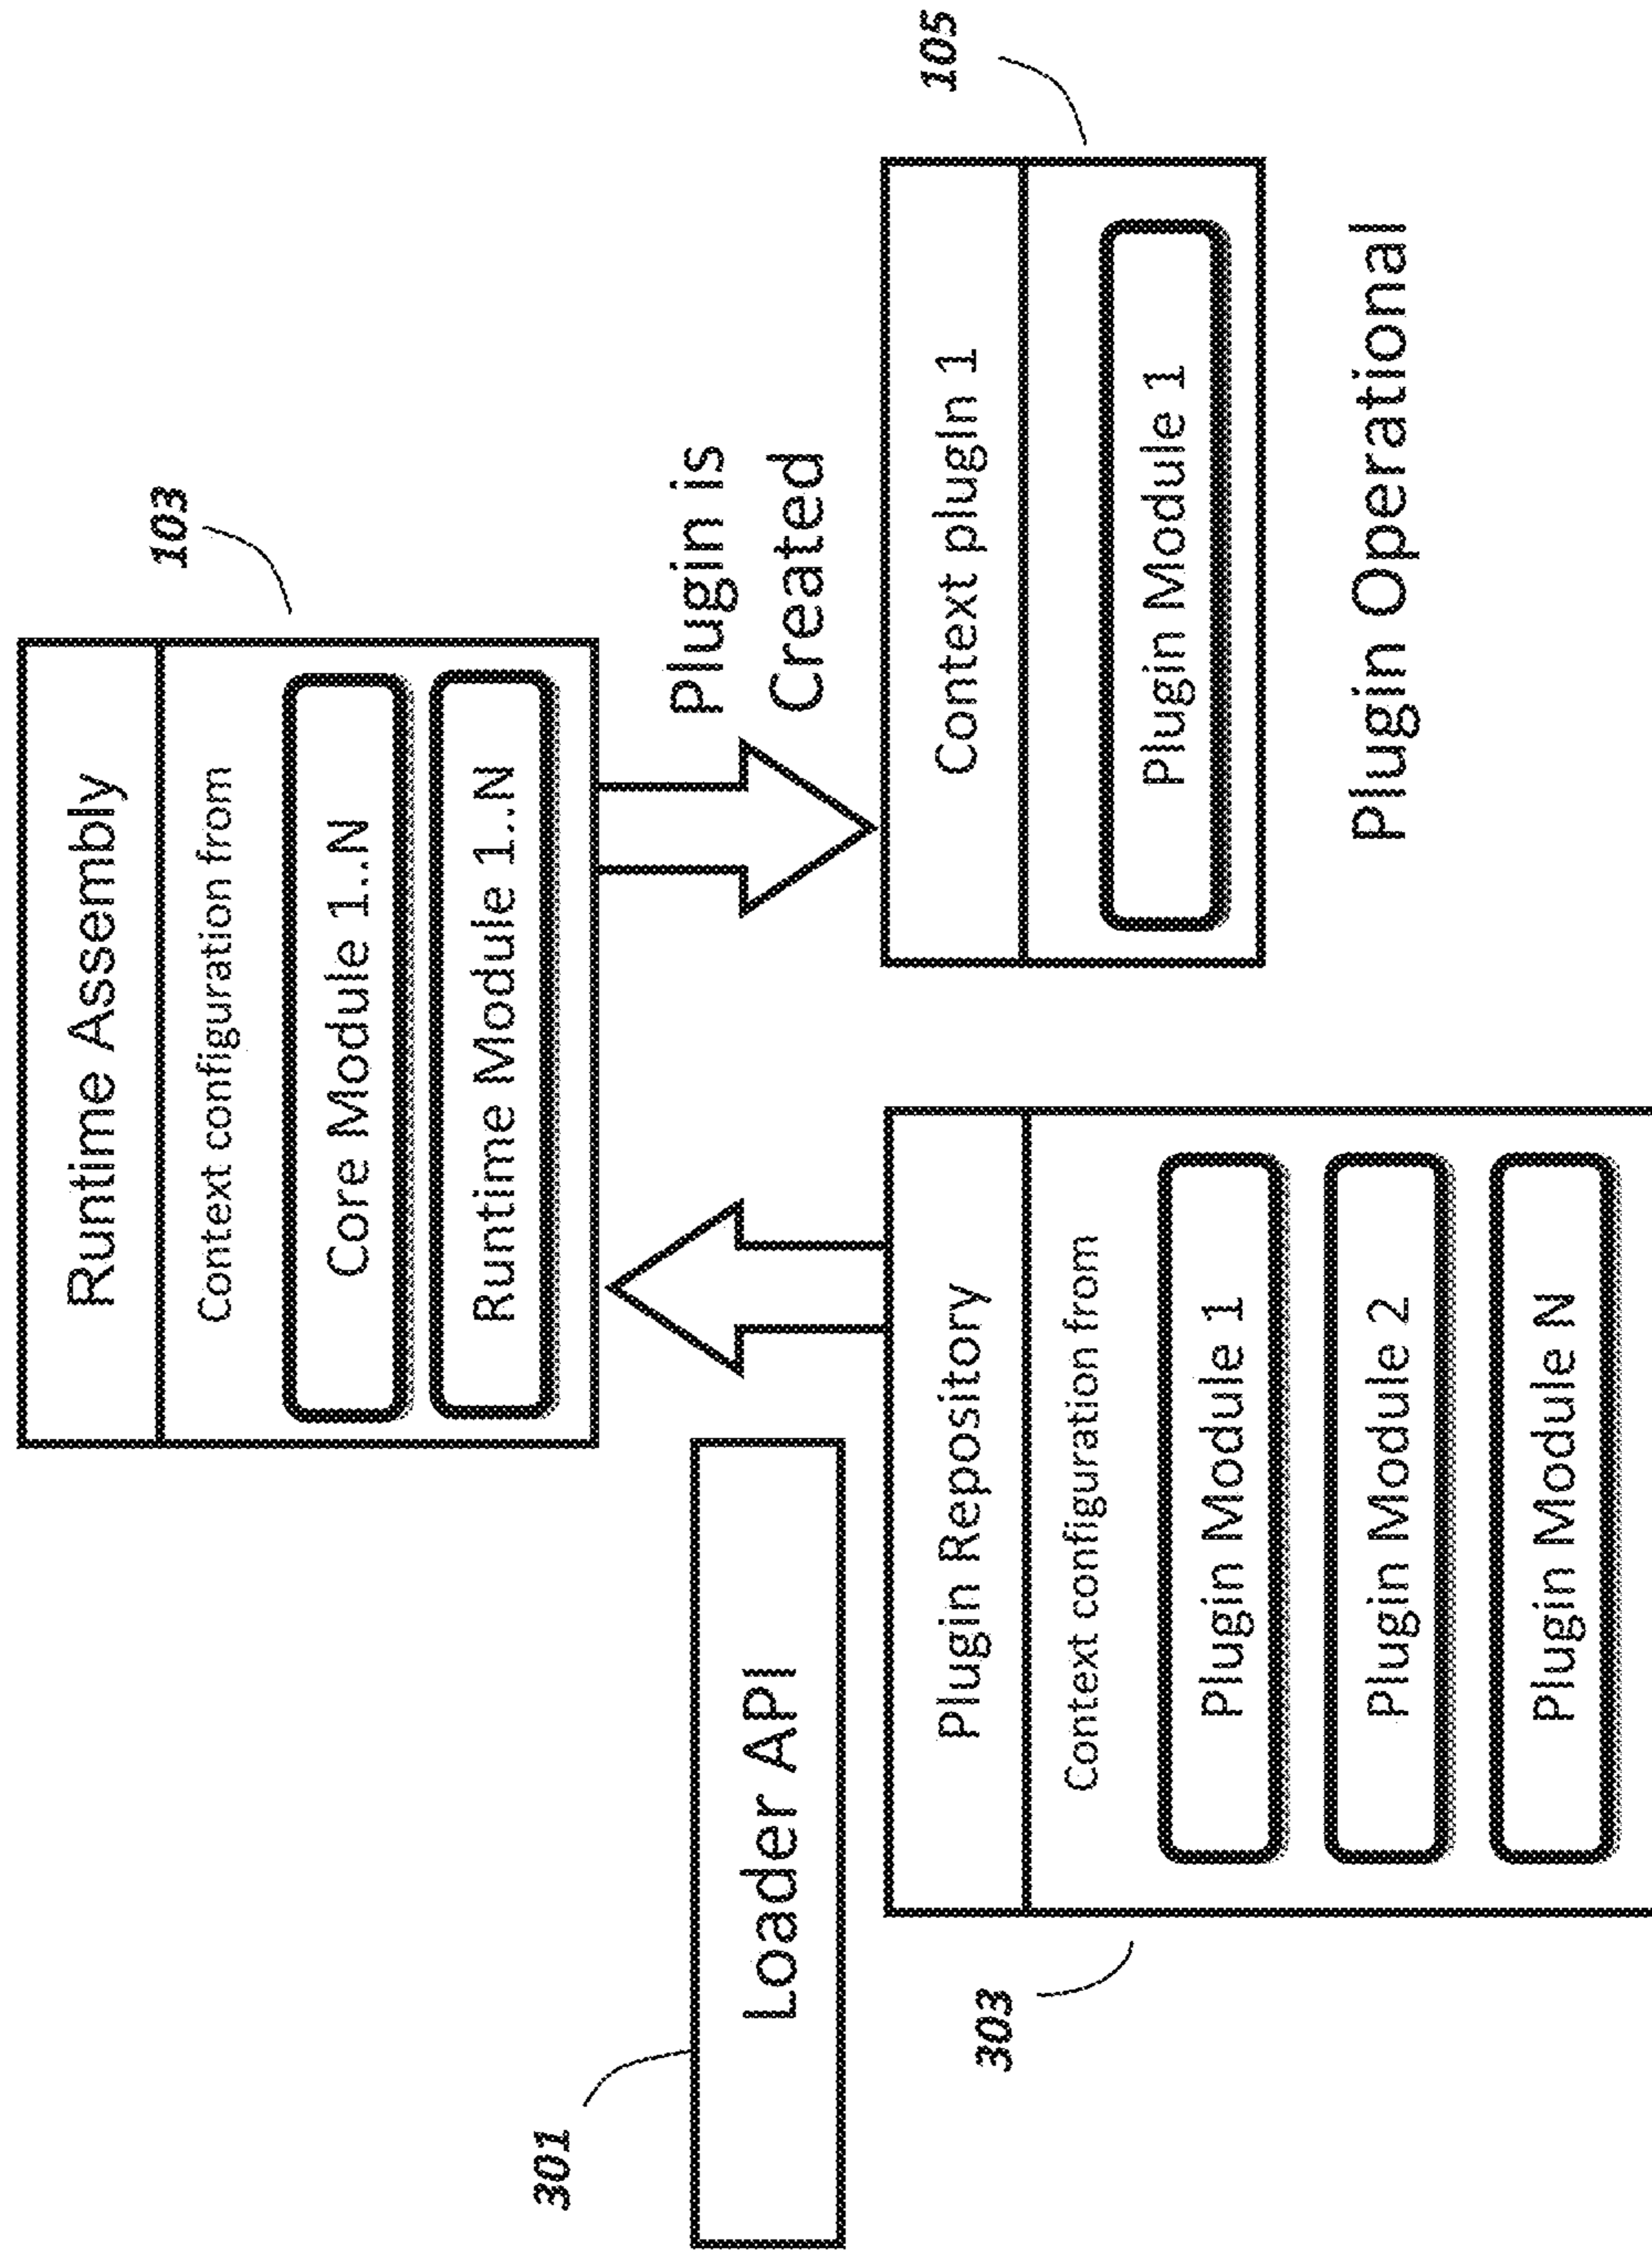 103
Runtime Assembly
Context configuration from
Core Module 1..N
Runtime Module 1..N
301
Loader API
Plugin is
Created
303
Plugin Repository
Context configuration from
Plugin Module 1
Plugin Module 2
Plugin Module N
105
Context plugIn 1
Plugin Module 1
Plugin Operational